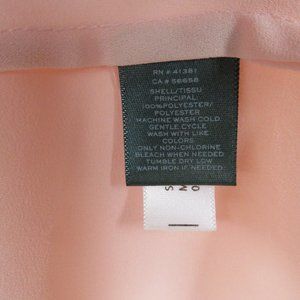 RN # 41381
CA # 56658
SHELL/TISSU
PRINCIPAL:
100%POLYESTER/
POLYESTER
MACHINE WASH COLD
GENTLE CYCLE
WASH WITH LIKE
COLORS
ONLY NON-CHLORINE
BLEACH WHEN NEEDED
TUMBLE DRY LOW
WARM IRON IF NEEDED